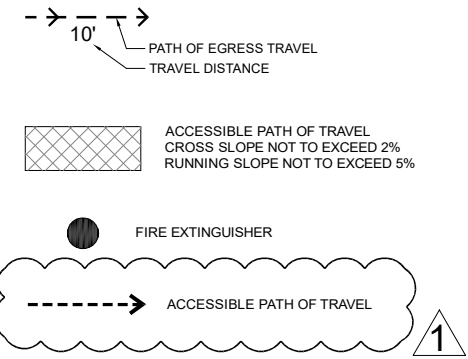 10'
PATH OF EGRESS TRAVEL
TRAVEL DISTANCE
ACCESSIBLE PATH OF TRAVEL
CROSS SLOPE NOT TO EXCEED 2%
RUNNING SLOPE NOT TO EXCEED 5%
FIRE EXTINGUISHER
ACCESSIBLE PATH OF TRAVEL
1